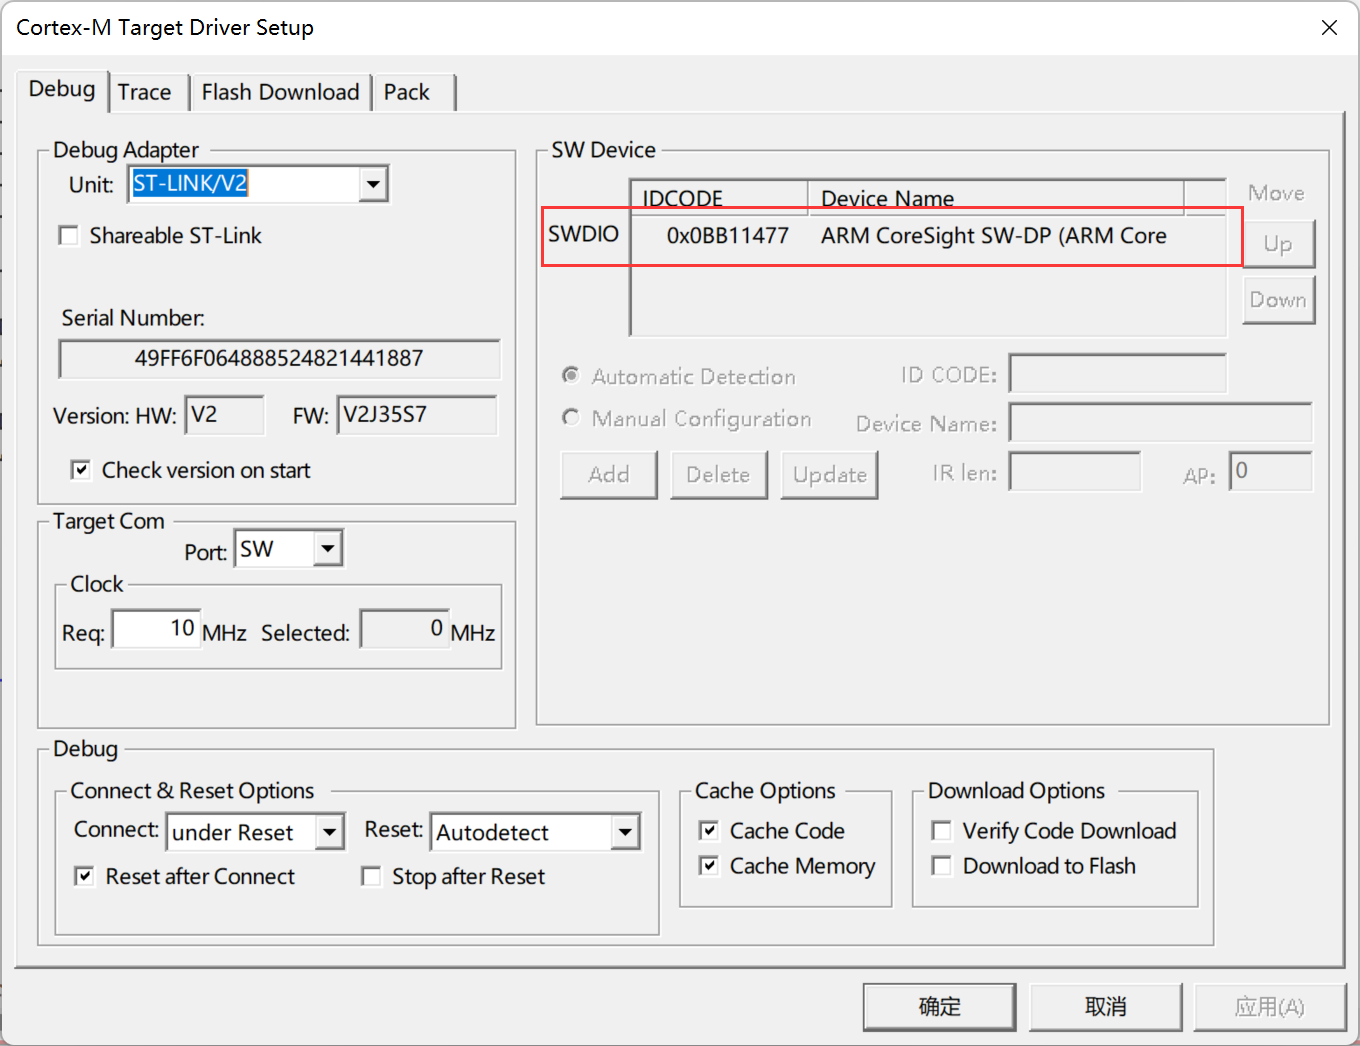 Cortex-M Target Driver Setup
Debug Trace Flash Download Pack
Debug Adapter
Unit: ST-LINK/V2
Shareable ST-Link
Serial Number:
49FF6F064888524821441887
Version: HW: V2 FW: V2J35S7
Check version on start
Target Com
Port: SW
Clock
Req: 10 MHz Selected: 0 MHz
SW Device
IDCODE Device Name
SWDIO 0x0BB11477 ARM CoreSight SW-DP (ARM Core
Move
Up
Down
Automatic Detection ID CODE:
Manual Configuration Device Name:
Add Delete Update IR len: AP: 0
Debug
Connect & Reset Options
Connect: under Reset Reset: Autodetect
Reset after Connect Stop after Reset
Cache Options
Cache Code
Cache Memory
Download Options
Verify Code Download
Download to Flash
确定 取消 应用(A)